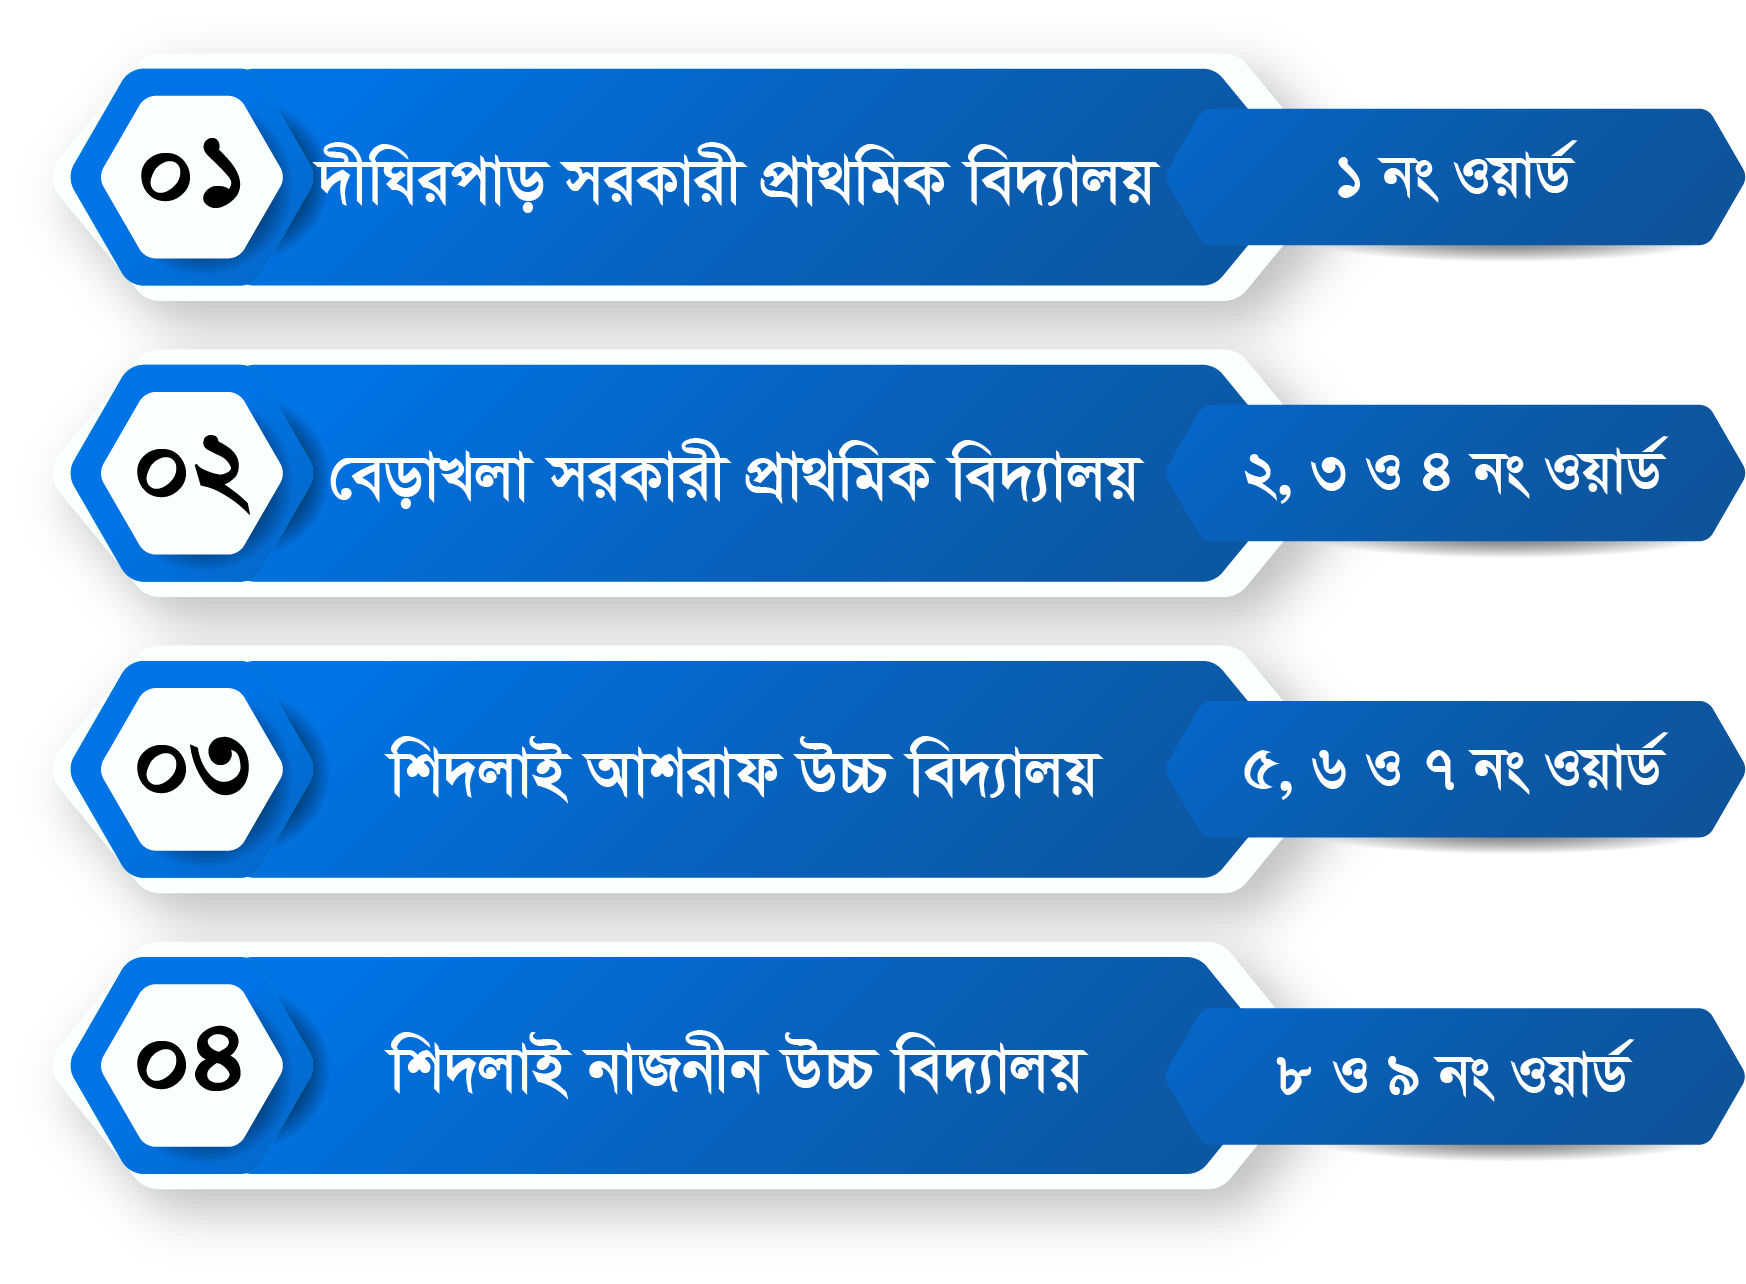 ০১ দীঘিরপাড় সরকারী প্রাথমিক বিদ্যালয় ১ নং ওয়ার্ড
০২ বেড়াখলা সরকারী প্রাথমিক বিদ্যালয় ২, ৩ ও ৪ নং ওয়ার্ড
০৩ শিদলাই আশরাফ উচ্চ বিদ্যালয় ৫, ৬ ও ৭ নং ওয়ার্ড
০৪ শিদলাই নাজনীন উচ্চ বিদ্যালয় ৮ ও ৯ নং ওয়ার্ড